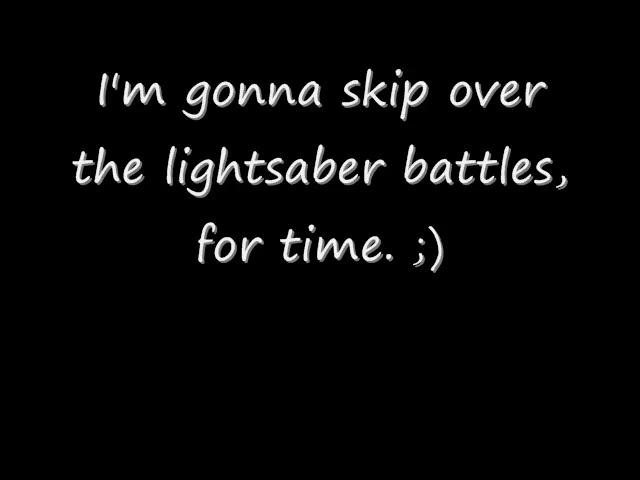 I'm gonna skip over
the lightsaber battles,
for time. ;)